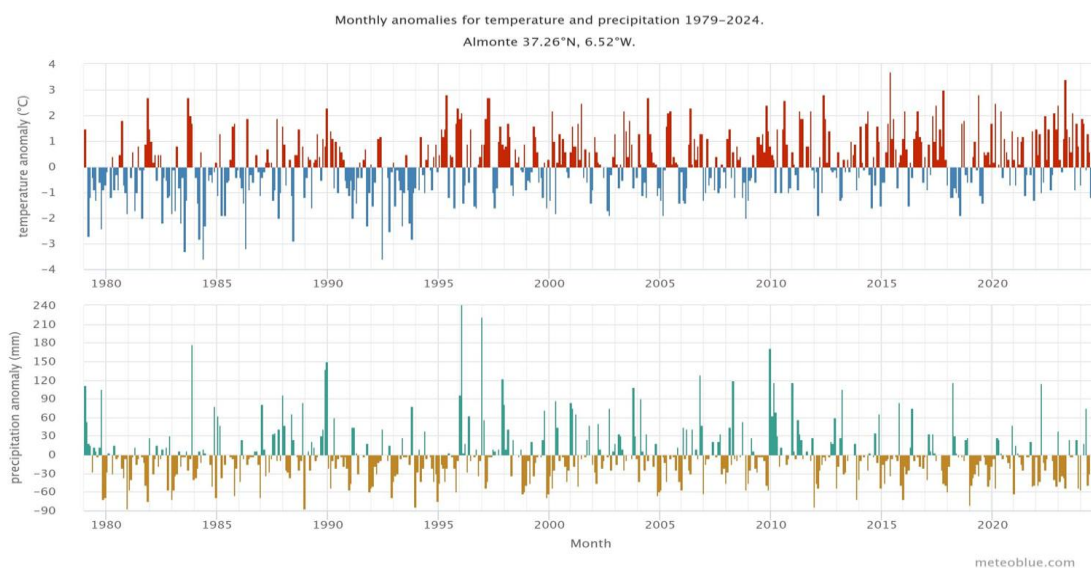 Monthly anomalies for temperature and precipitation 1979–2024.
Almonte 37.26°N, 6.52°W.
temperature anomaly (°C)
4
3
2
1
0
−1
−2
−3
−4
1980 1985 1990 1995 2000 2005 2010 2015 2020
precipitation anomaly (mm)
240
210
180
150
120
90
60
30
0
−30
−60
−90
1980 1985 1990 1995 2000 2005 2010 2015 2020
Month
meteoblue.com